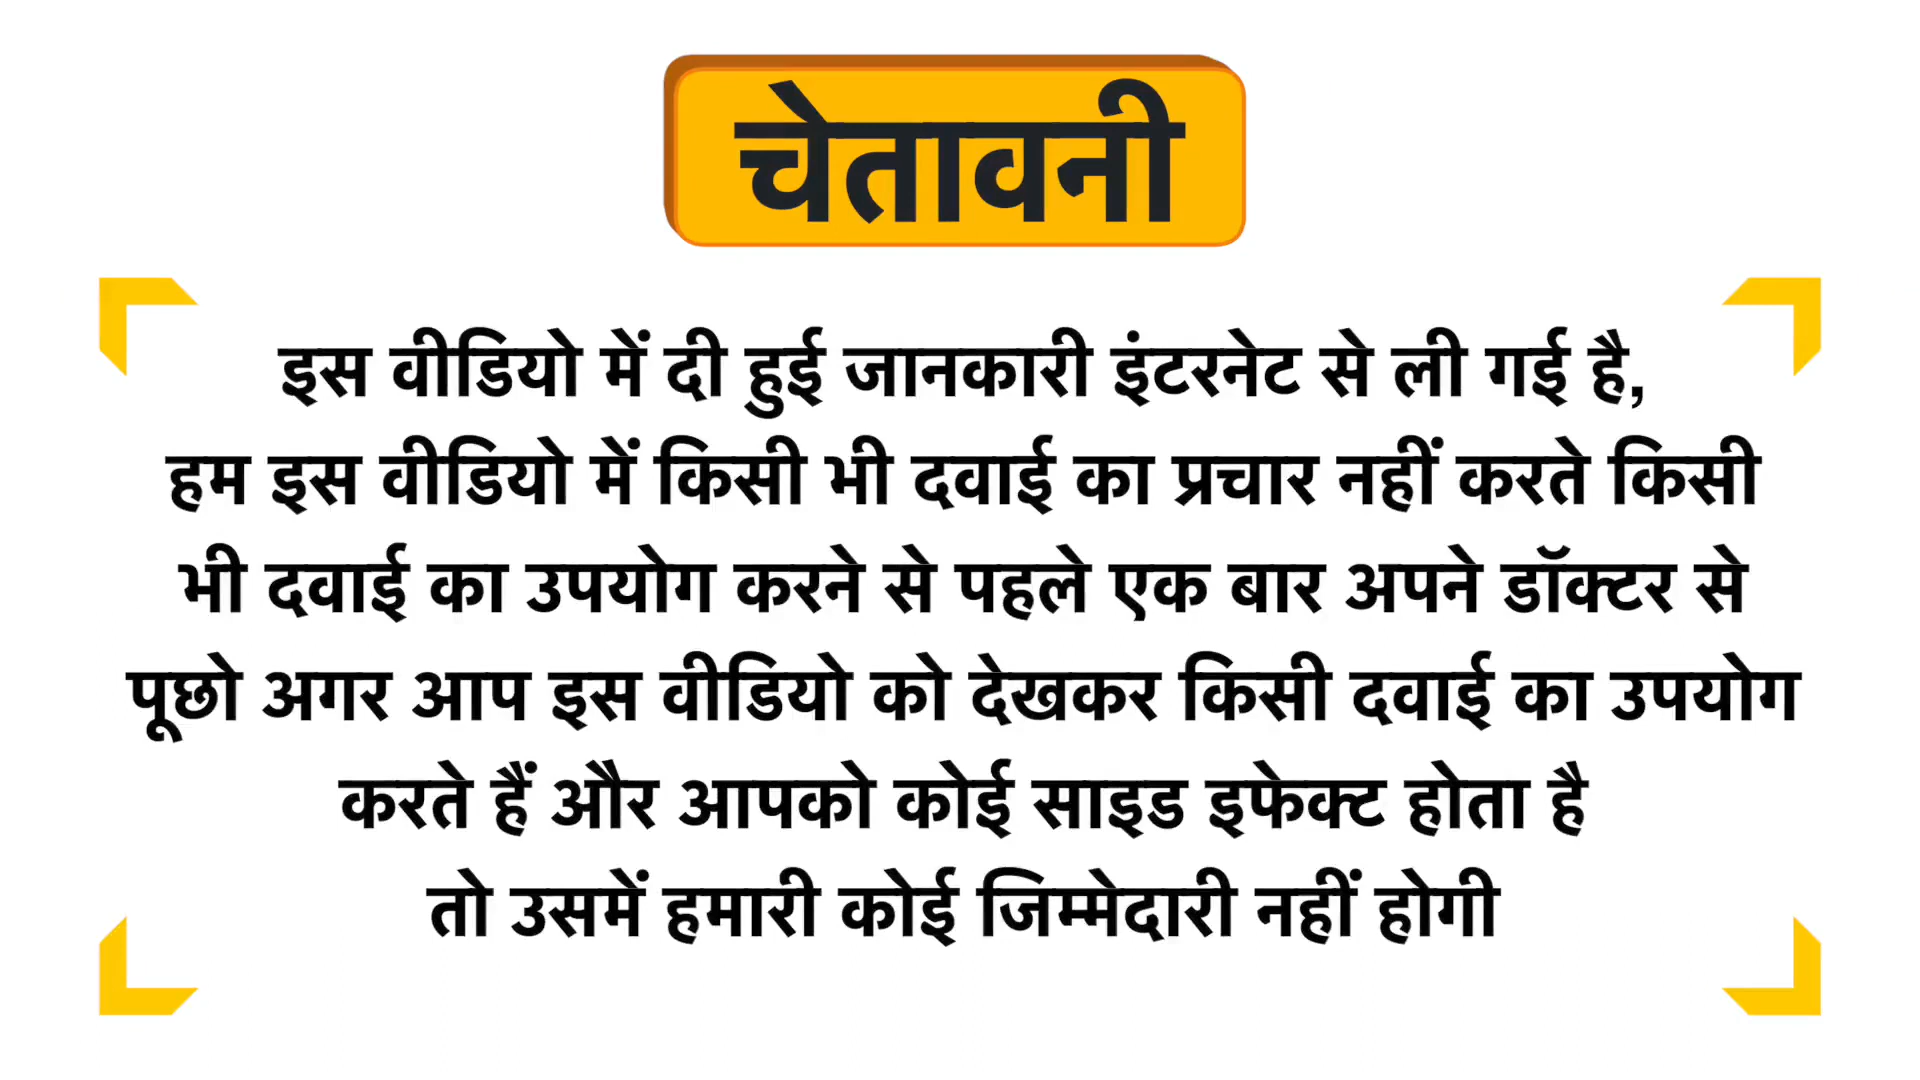 चेतावनी
इस वीडियो में दी हुई जानकारी इंटरनेट से ली गई है,
हम इस वीडियो में किसी भी दवाई का प्रचार नहीं करते किसी
भी दवाई का उपयोग करने से पहले एक बार अपने डॉक्टर से
पूछो अगर आप इस वीडियो को देखकर किसी दवाई का उपयोग
करते हैं और आपको कोई साइड इफेक्ट होता है
तो उसमें हमारी कोई जिम्मेदारी नहीं होगी